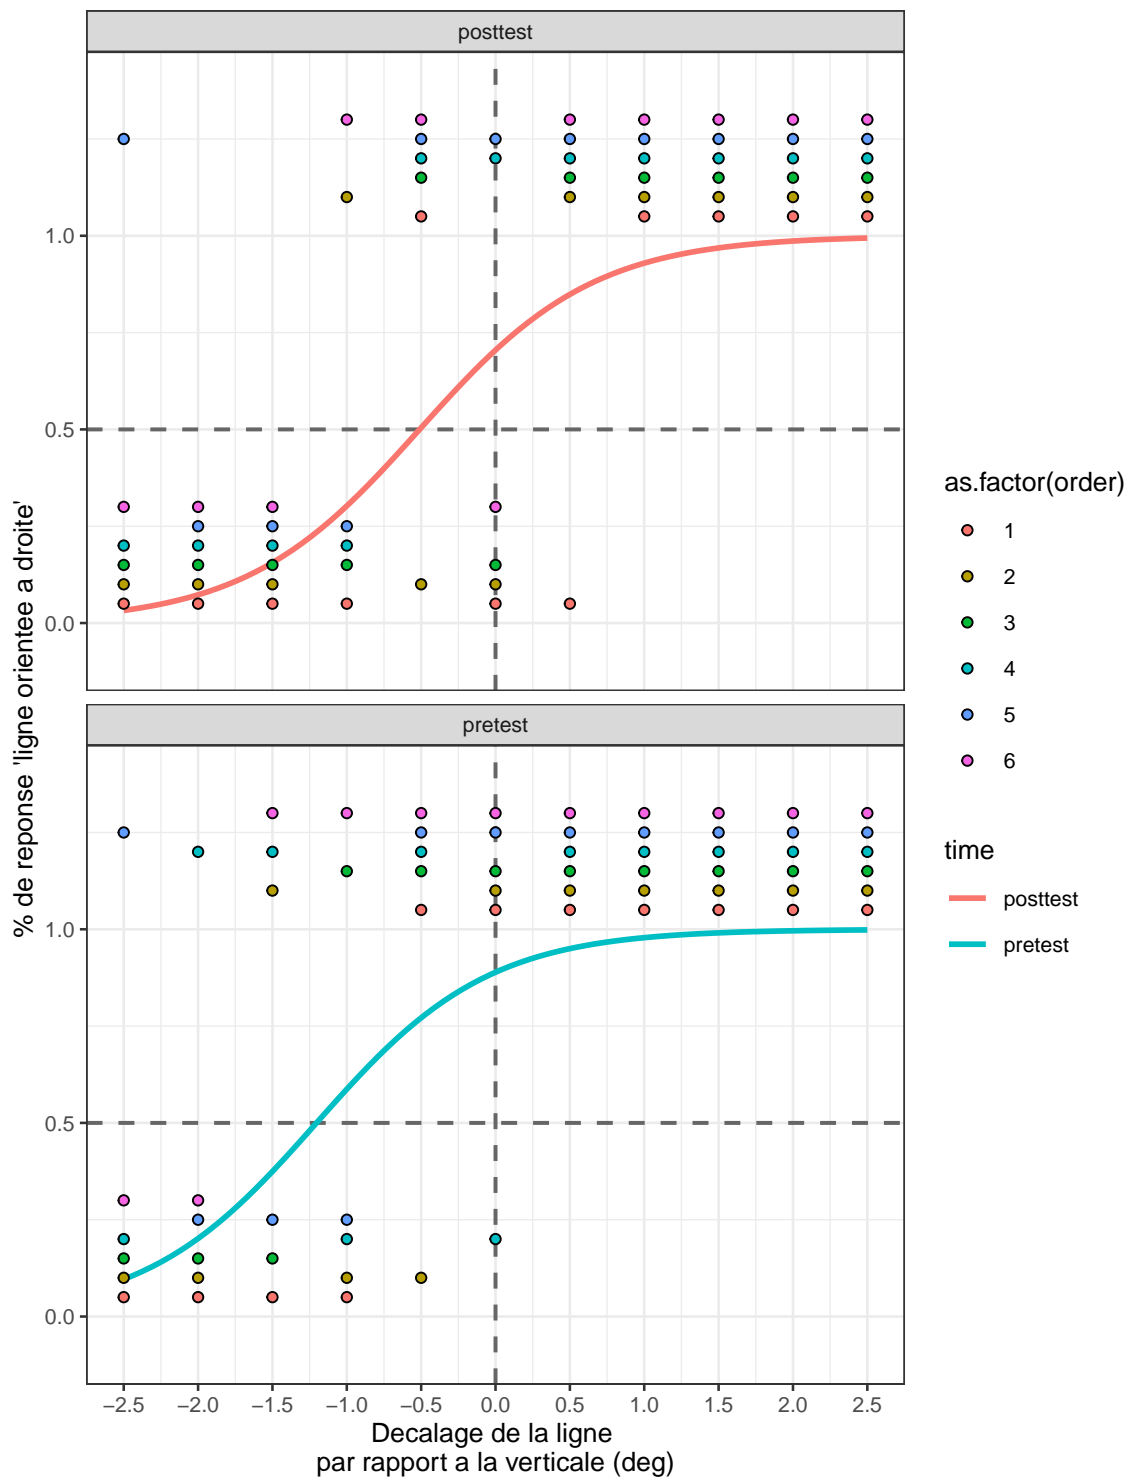 posttest
1.0
0.5
0.0
pretest
1.0
0.5
0.0
−2.5 −2.0 −1.5 −1.0 −0.5 0.0 0.5 1.0 1.5 2.0 2.5
Decalage de la ligne
par rapport a la verticale (deg)
% de reponse 'ligne orientee a droite'
as.factor(order)
1
2
3
4
5
6
time
posttest
pretest